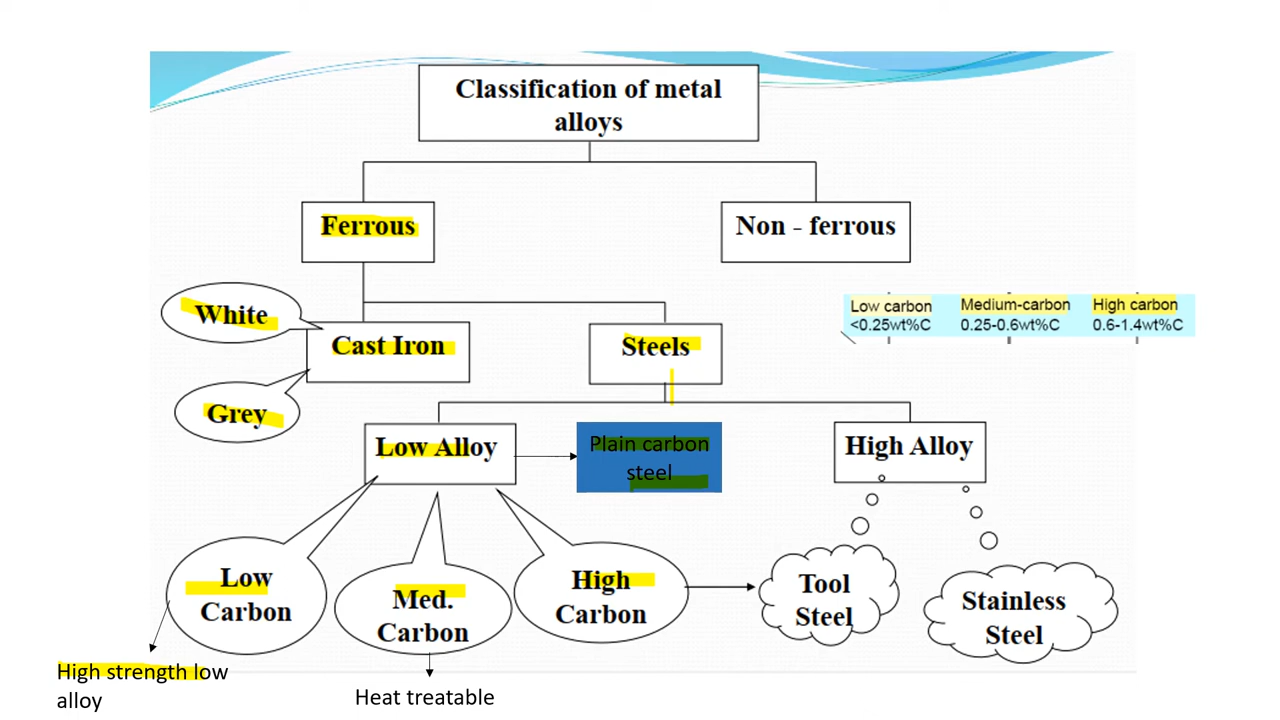 Classification of metal
alloys
Ferrous
Non - ferrous
White
Cast Iron
Grey
Steels
Low carbon
<0.25wt%C
Medium-carbon
0.25-0.6wt%C
High carbon
0.6-1.4wt%C
Low Alloy
Plain carbon
steel
High Alloy
Low
Carbon
Med.
Carbon
High
Carbon
Tool
Steel
Stainless
Steel
High strength low
alloy
Heat treatable